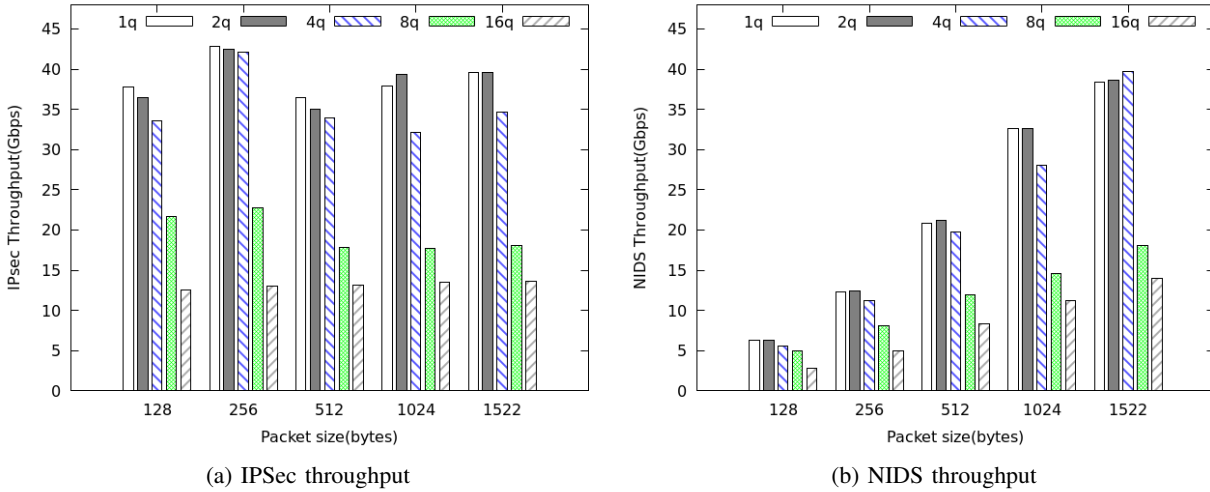 1q 2q 4q 8q 16q
45
40
35
30
25
20
15
10
5
0
IPsec Throughput(Gbps)
128 256 512 1024 1522
Packet size(bytes)
(a) IPSec throughput
1q 2q 4q 8q 16q
45
40
35
30
25
20
15
10
5
0
NIDS Throughput(Gbps)
128 256 512 1024 1522
Packet size(bytes)
(b) NIDS throughput